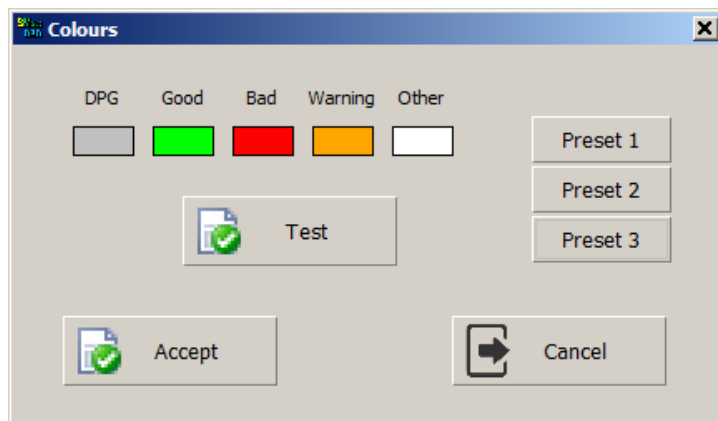 Colours
DPG Good Bad Warning Other
Preset 1
Preset 2
Test
Preset 3
Accept
Cancel